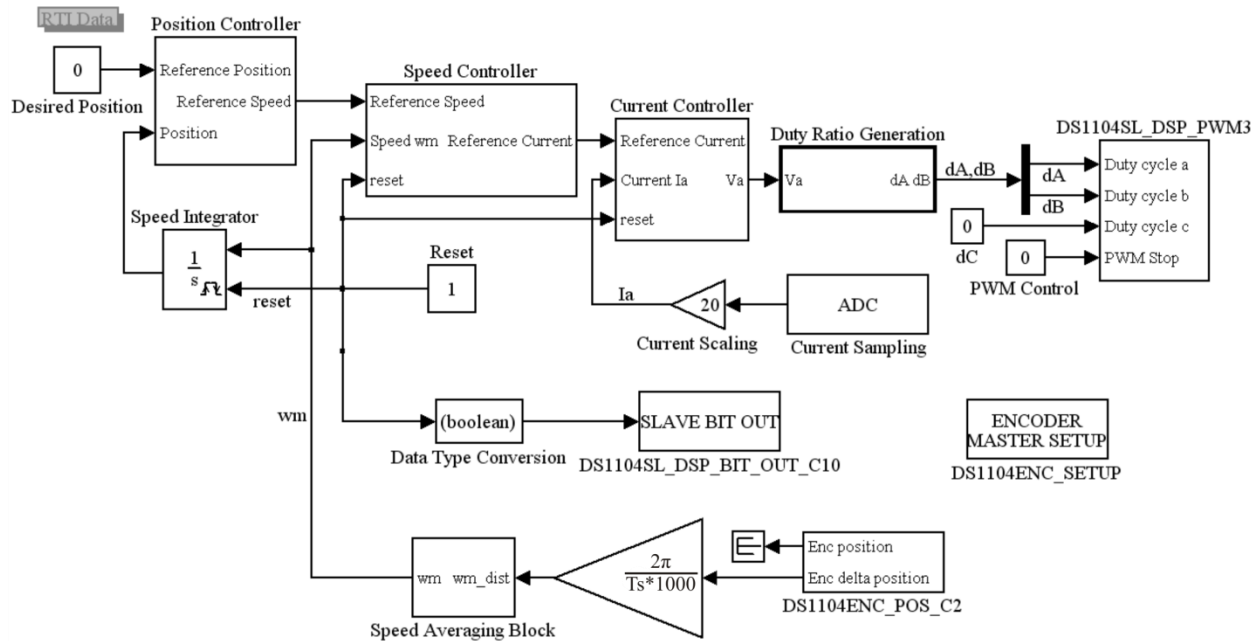 RTI Data
Position Controller
0
Desired Position
Reference Position
Reference Speed
Position
Speed Controller
Reference Speed
Speed wm Reference Current
reset
Current Controller
Reference Current
Current Ia Va
reset
Duty Ratio Generation
Va dA dB
dA,dB
dA
dB
DS1104SL_DSP_PWM3
Duty cycle a
Duty cycle b
Duty cycle c
PWM Stop
0
dC
0
PWM Control
Speed Integrator
1
s
reset
Reset
1
Ia
20
Current Scaling
ADC
Current Sampling
wm
(boolean)
Data Type Conversion
SLAVE BIT OUT
DS1104SL_DSP_BIT_OUT_C10
ENCODER
MASTER SETUP
DS1104ENC_SETUP
wm wm_dist
Speed Averaging Block
2π
Ts*1000
Enc position
Enc delta position
DS1104ENC_POS_C2